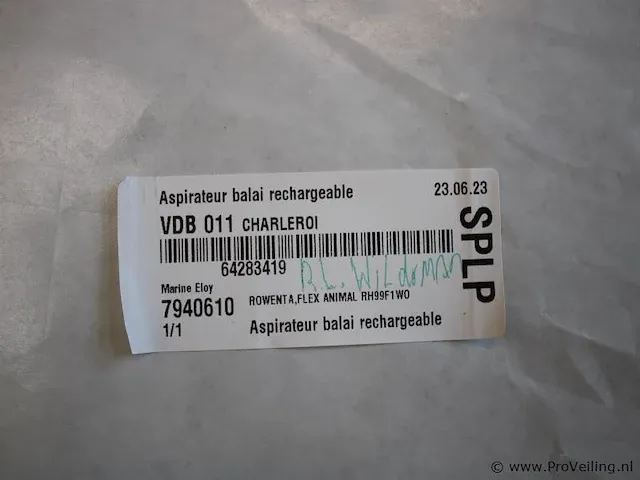 Aspirateur balai rechargeable 23.06.23
VDB 011 CHARLEROI
SPLP
64283419
R.L. Wildeman
Marine Eloy
7940610 ROWENTA,FLEX ANIMAL RH99F1WO
1/1 Aspirateur balai rechargeable
© www.ProVeiling.nl